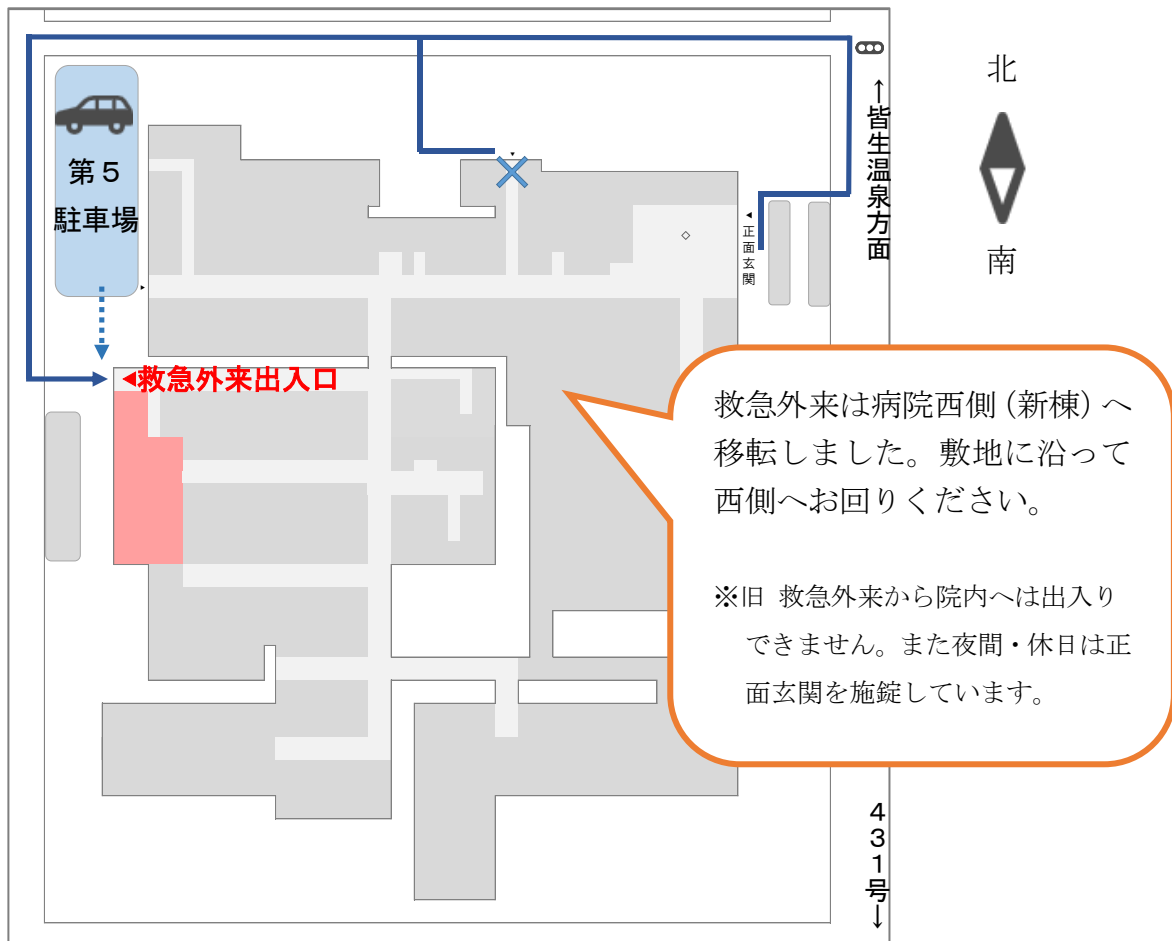 北
南
↑皆生温泉方面
第５
駐車場
◀正面玄関
◀救急外来出入口
救急外来は病院西側（新棟）へ
移転しました。敷地に沿って
西側へお回りください。
※旧 救急外来から院内へは出入り
できません。また夜間・休日は正
面玄関を施錠しています。
４３１号↓